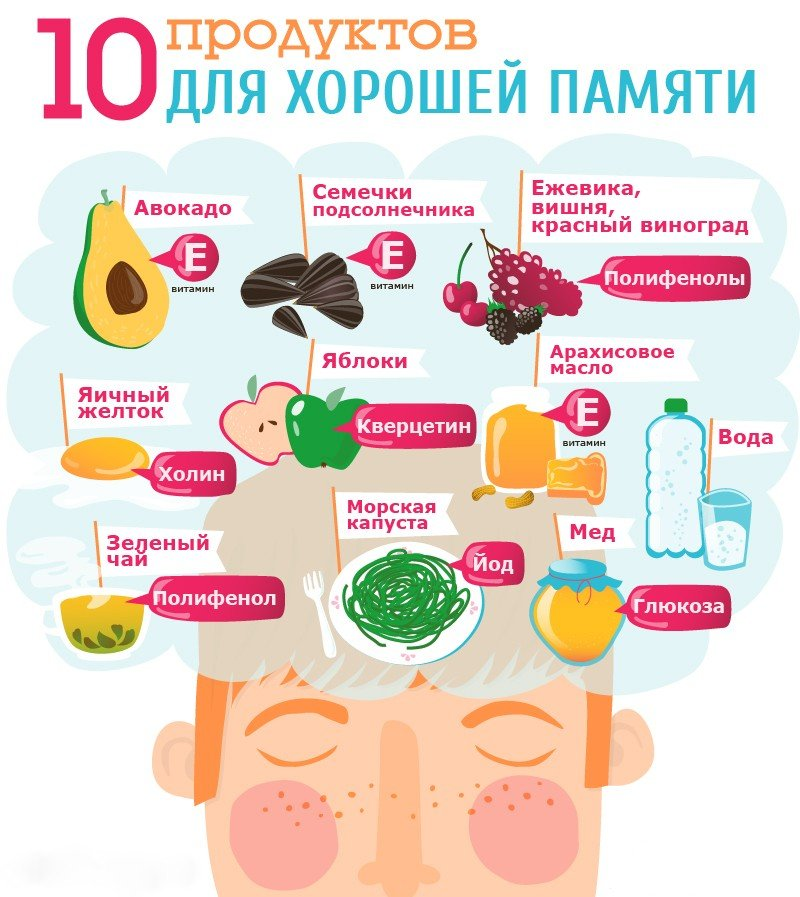 10 продуктов
ДЛЯ ХОРОШЕЙ ПАМЯТИ
Авокадо
Е
витамин
Семечки
подсолнечника
Е
витамин
Ежевика,
вишня,
красный виноград
Полифенолы
Яичный
желток
Холин
Яблоки
Кверцетин
Арахисовое
масло
Е
витамин
Вода
Зеленый
чай
Полифенол
Морская
капуста
Йод
Мед
Глюкоза